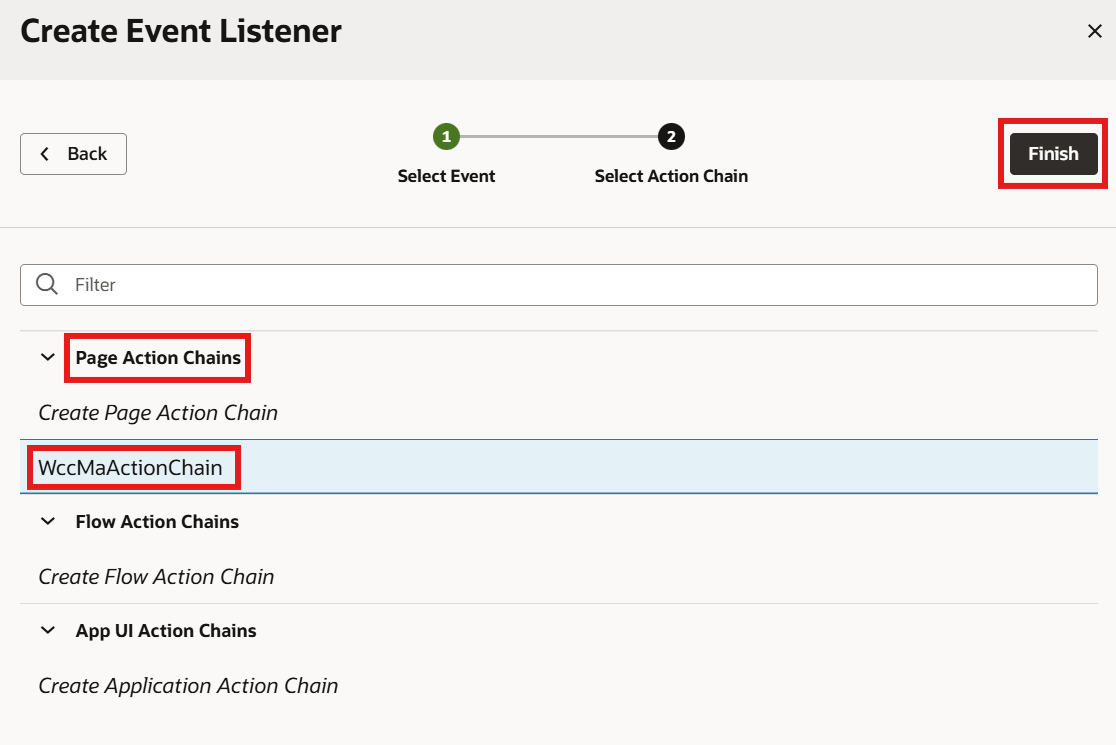 Create Event Listener
Back
1
2
Select Event
Select Action Chain
Finish
Filter
Page Action Chains
Create Page Action Chain
WccMaActionChain
Flow Action Chains
Create Flow Action Chain
App UI Action Chains
Create Application Action Chain